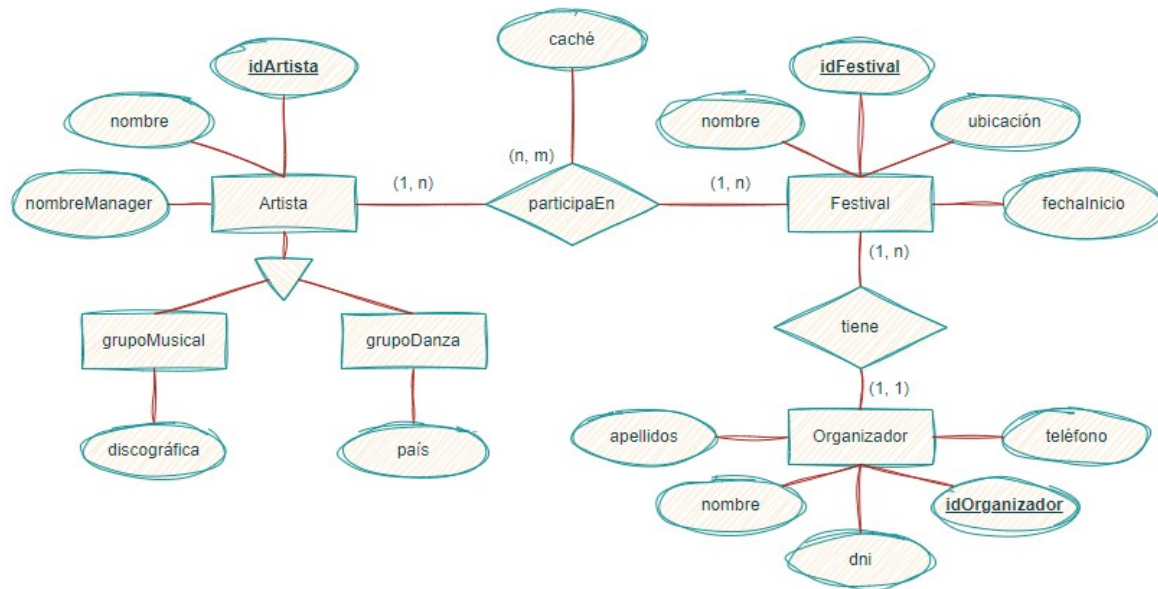 caché
idArtista
idFestival
nombre
nombre
ubicación
(n, m)
nombreManager
Artista
(1, n)
participaEn
(1, n)
Festival
fechaInicio
(1, n)
grupoMusical
grupoDanza
tiene
(1, 1)
discográfica
país
apellidos
Organizador
teléfono
nombre
idOrganizador
dni